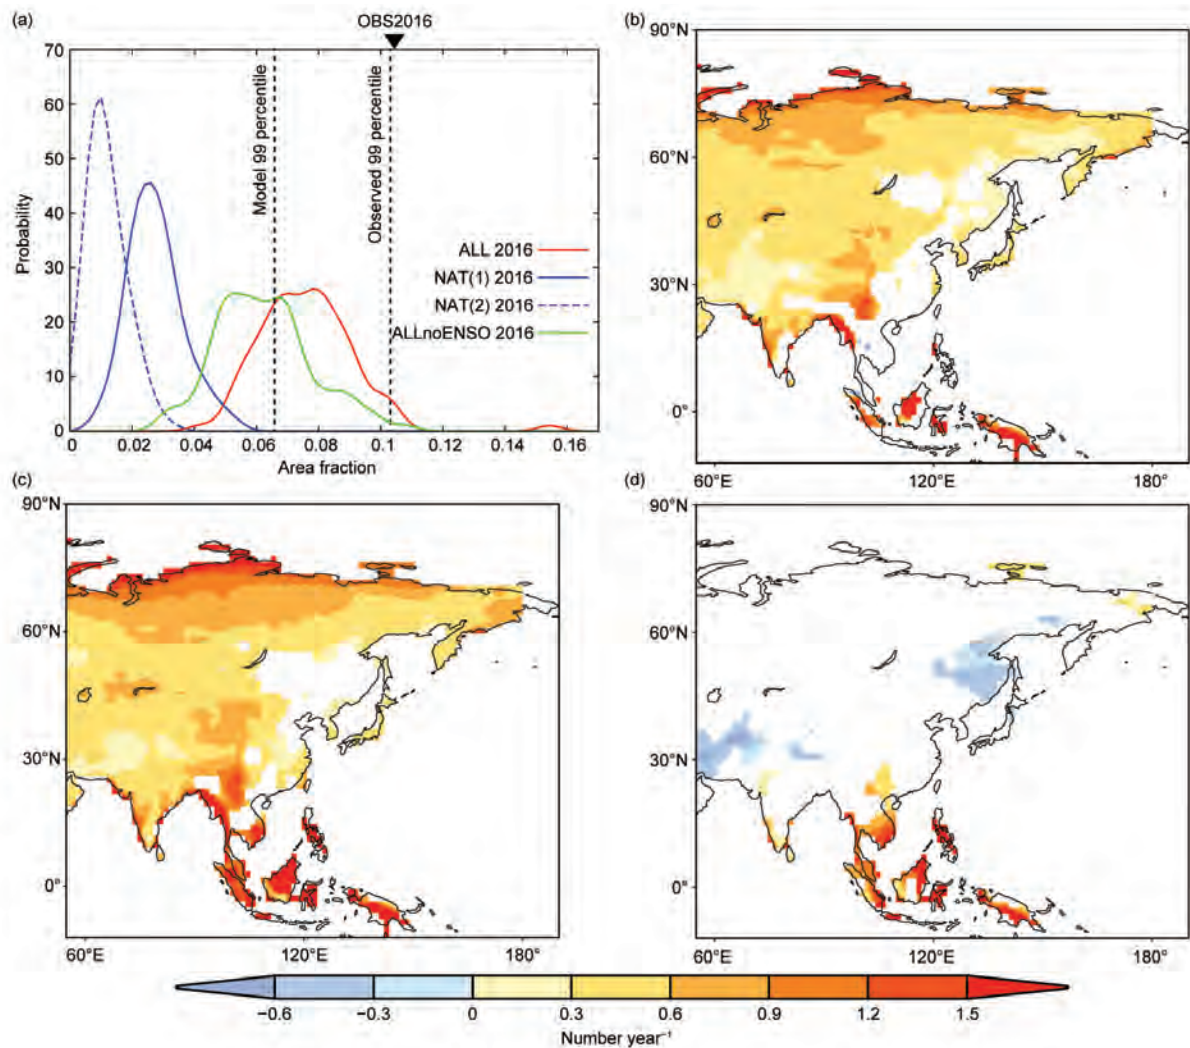 (a)
OBS2016
70
60
50
40
30
20
10
0
Probability
Model 99 percentile
Observed 99 percentile
ALL 2016
NAT(1) 2016
NAT(2) 2016
ALLnoENSO 2016
0 0.02 0.04 0.06 0.08 0.1 0.12 0.14 0.16
Area fraction
(b)
90°N
60°N
30°N
0°
60°E 120°E 180°
(c)
90°N
60°N
30°N
0°
60°E 120°E 180°
(d)
90°N
60°N
30°N
0°
60°E 120°E 180°
−0.6 −0.3 0 0.3 0.6 0.9 1.2 1.5
Number year⁻¹